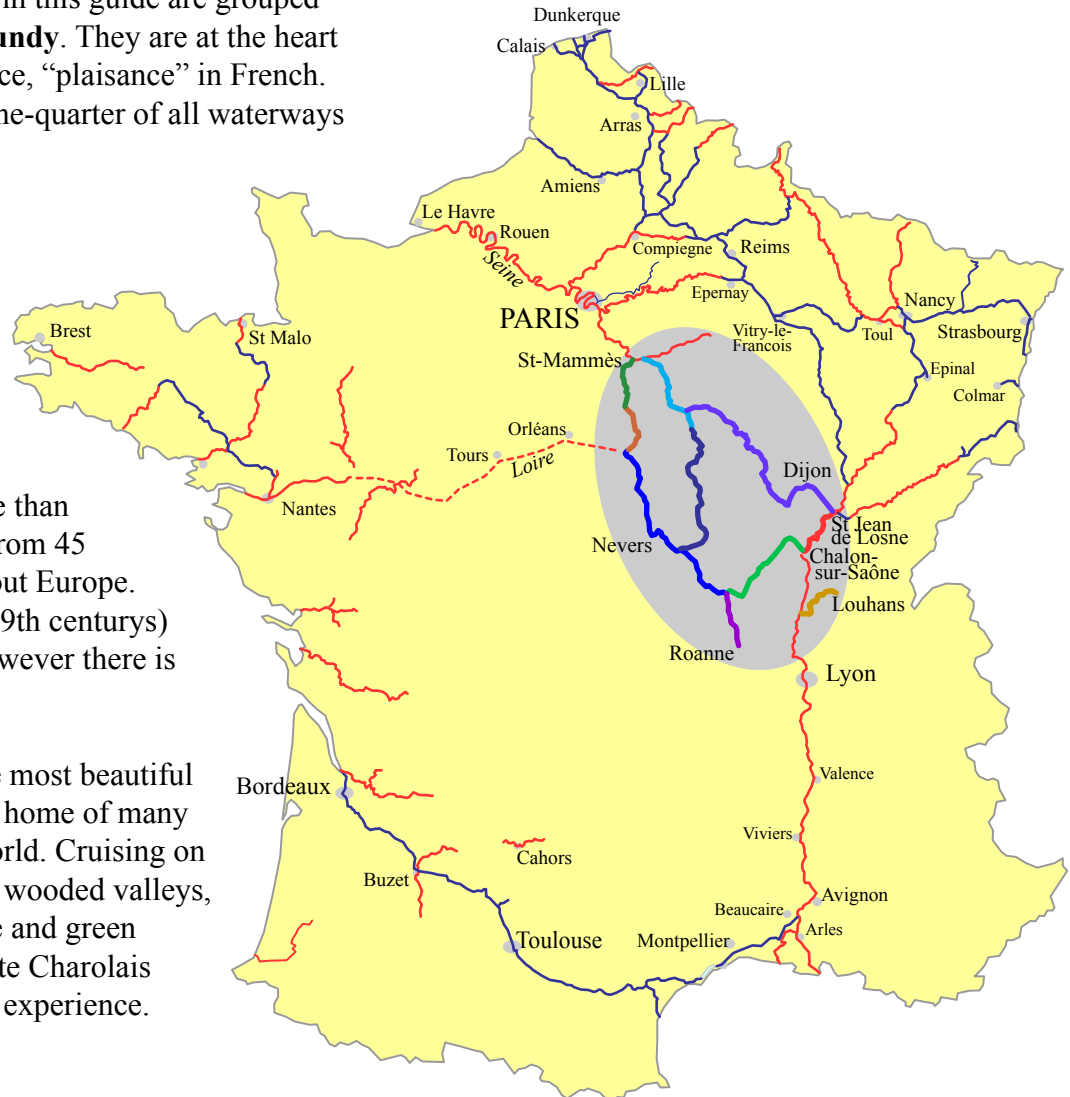 in this guide are grouped
undy. They are at the heart
ce, “plaisance” in French.
ne-quarter of all waterways
e than
rom 45
out Europe.
9th centurys)
owever there is
e most beautiful
home of many
orld. Cruising on
wooded valleys,
e and green
te Charolais
experience.
Dunkerque
Calais
Lille
Arras
Amiens
Le Havre
Rouen
Seine
Compiegne
Reims
Epernay
PARIS
Nancy
Vitry-le-
Francois
Toul
Strasbourg
Brest
St Malo
St-Mammès
Epinal
Colmar
Orléans
Tours
Loire
Dijon
Nantes
St Jean
de Losne
Nevers
Chalon-
sur-Saône
Louhans
Roanne
Lyon
Valence
Bordeaux
Viviers
Cahors
Buzet
Avignon
Beaucaire
Arles
Toulouse
Montpellier